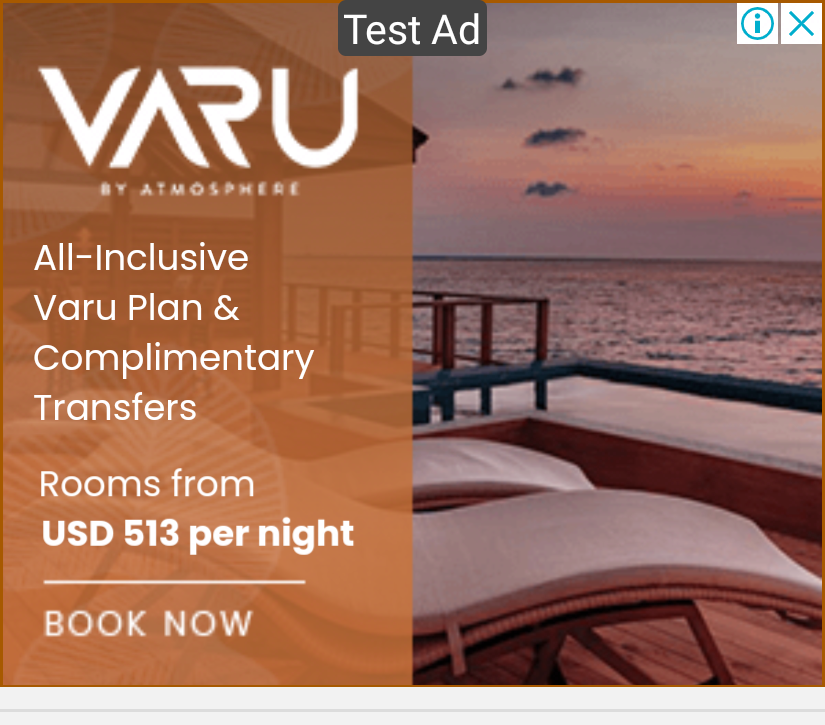 Test Ad
VARU
BY ATMOSPHERE
All-Inclusive
Varu Plan &
Complimentary
Transfers
Rooms from
USD 513 per night
BOOK NOW